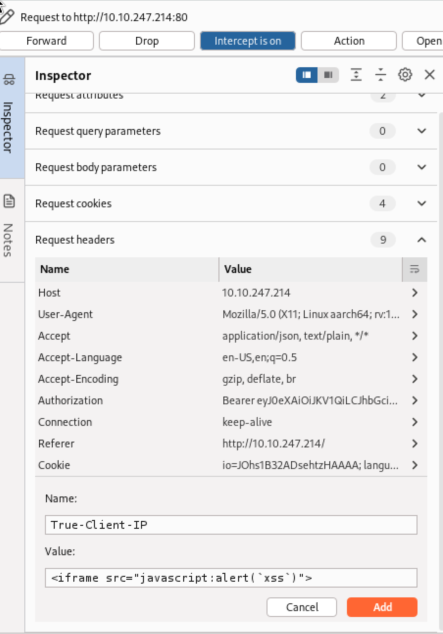 Request to http://10.10.247.214:80
Forward Drop Intercept is on Action Open
Inspector
Request attributes 2
Request query parameters 0
Request body parameters 0
Request cookies 4
Request headers 9
Name Value
Host 10.10.247.214
User-Agent Mozilla/5.0 (X11; Linux aarch64; rv:1...
Accept application/json, text/plain, */*
Accept-Language en-US,en;q=0.5
Accept-Encoding gzip, deflate, br
Authorization Bearer eyJ0eXAiOiJKV1QiLCJhbGci...
Connection keep-alive
Referer http://10.10.247.214/
Cookie io=JOhs1B32ADsehtzHAAAA; langu...
Name:
True-Client-IP
Value:
<iframe src="javascript:alert(`xss`)">
Cancel Add
Inspector
Notes